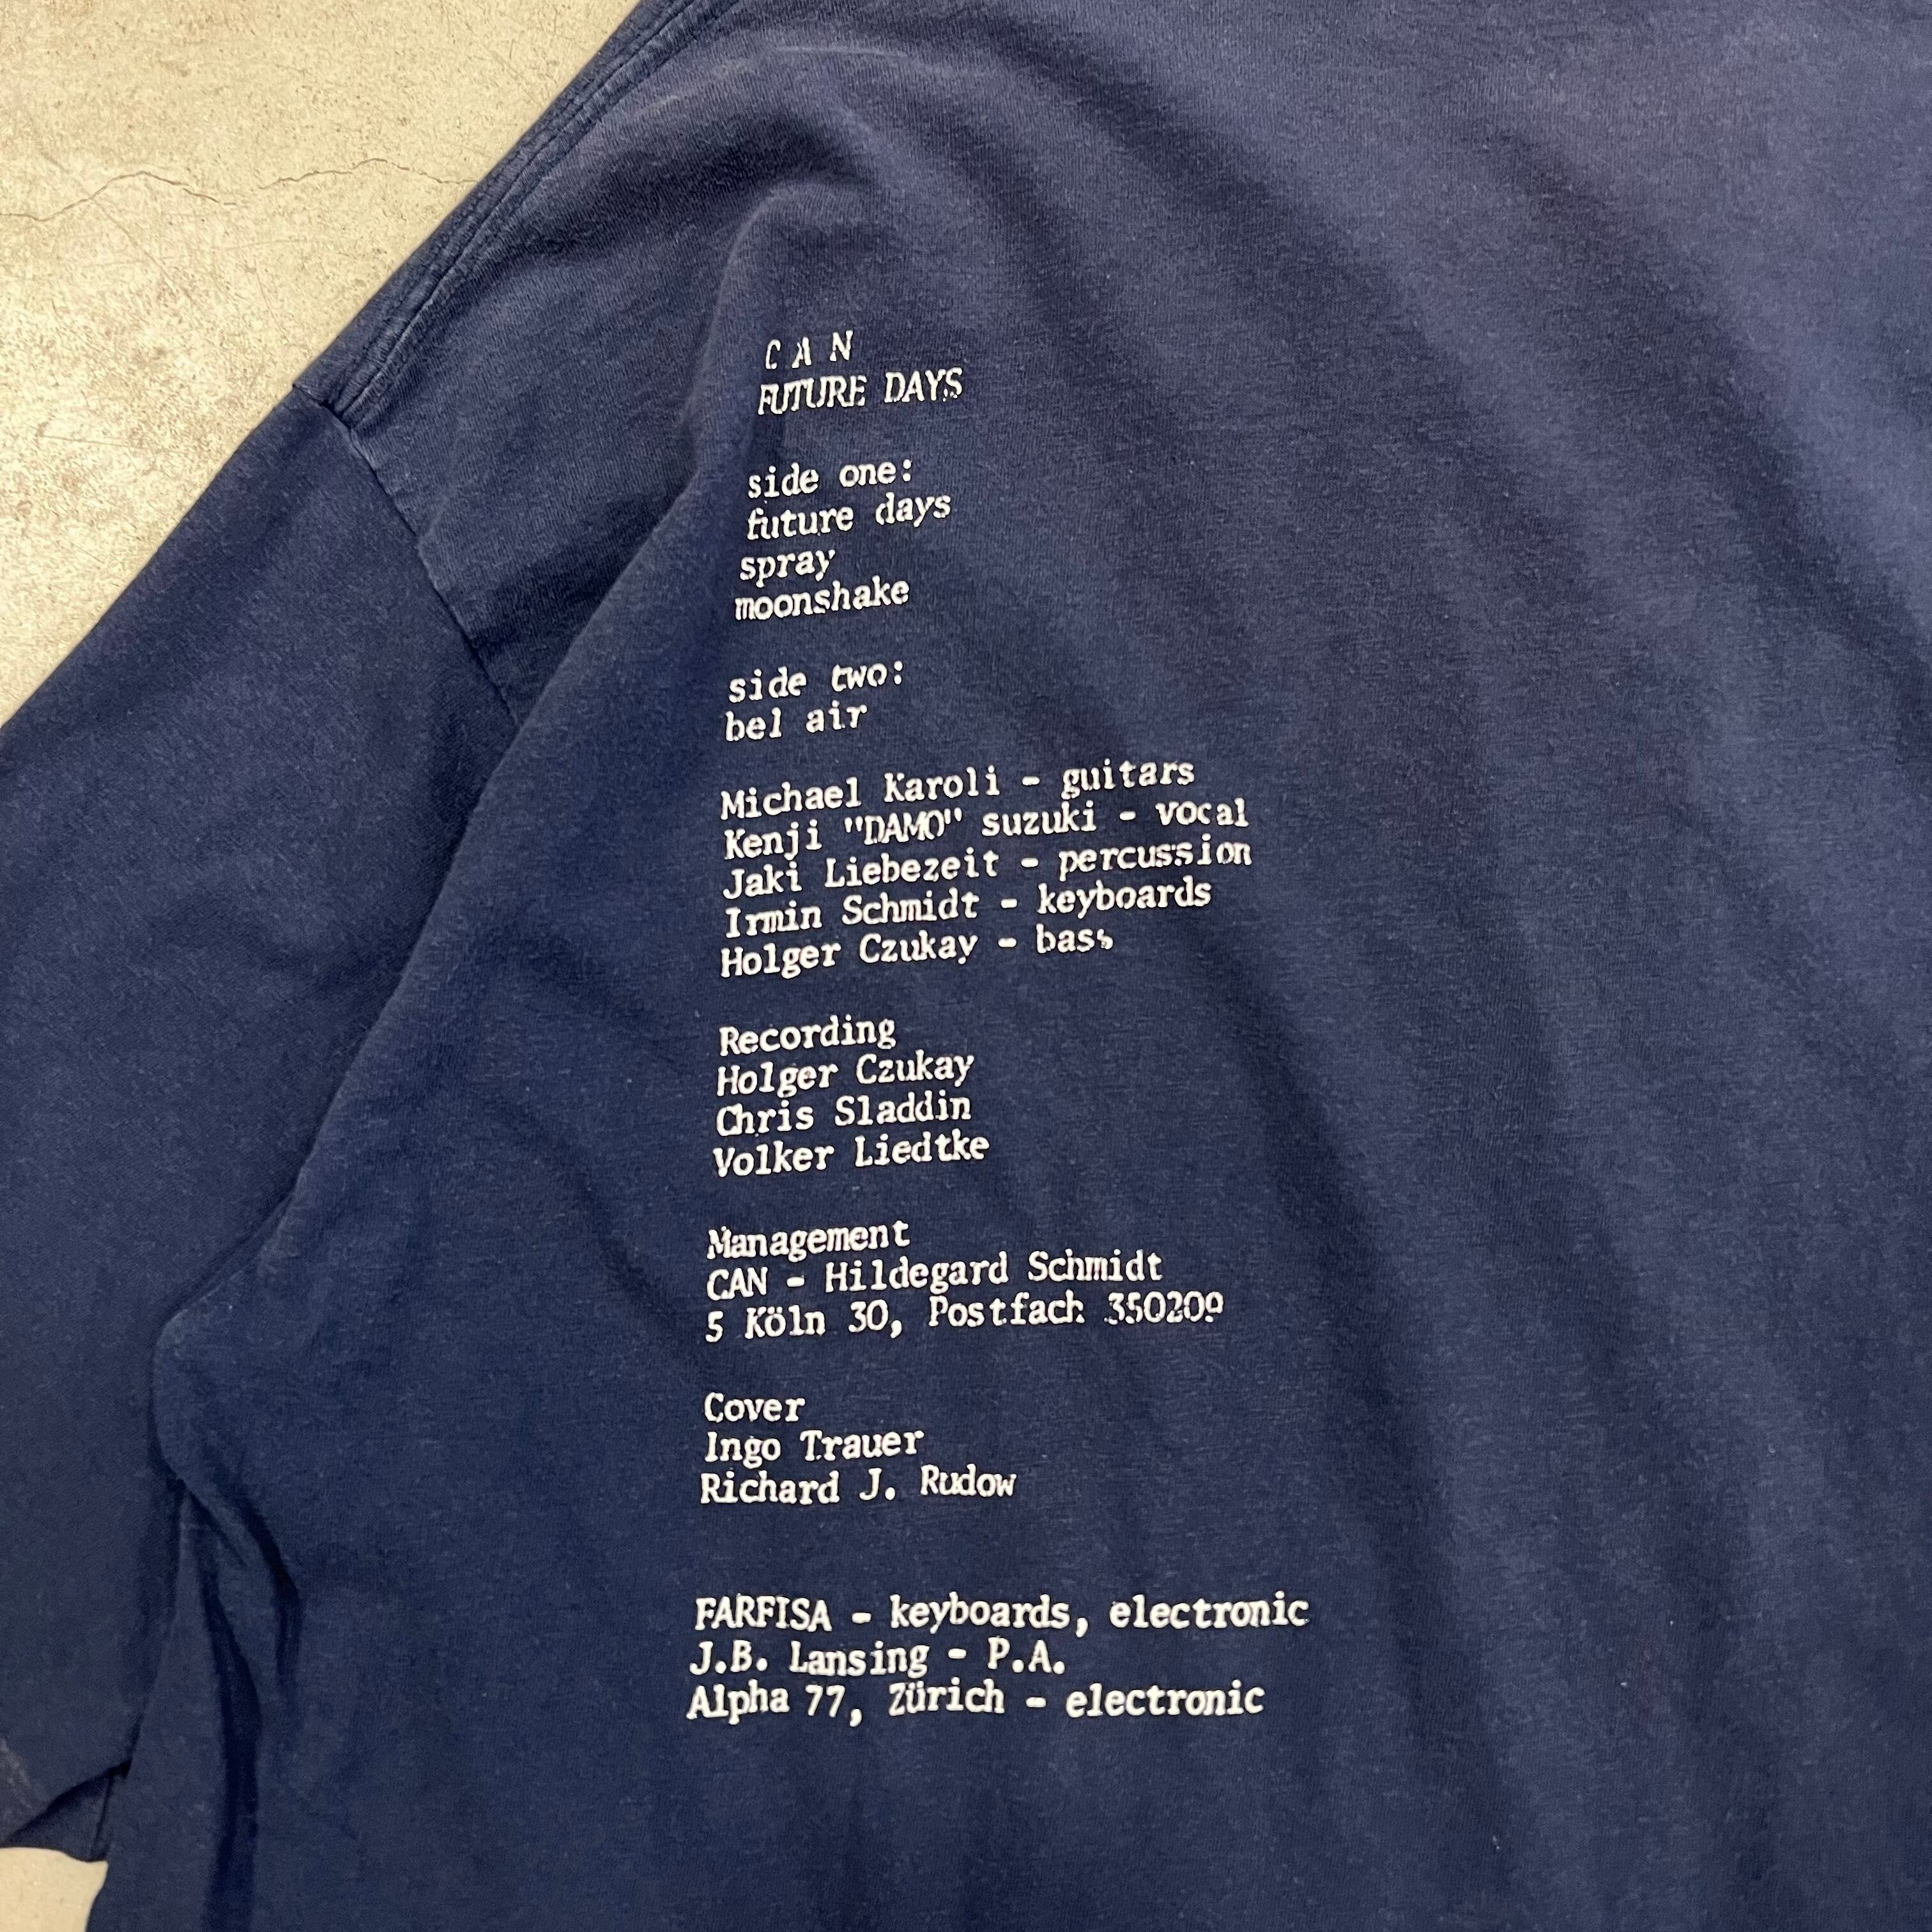 C A N
FUTURE DAYS
side one:
future days
spray
moonshake
side two:
bel air
Michael Karoli - guitars
Kenji "DAMO" suzuki - vocal
Jaki Liebezeit - percussion
Irmin Schmidt - keyboards
Holger Czukay - bass
Recording
Holger Czukay
Chris Sladdin
Volker Liedtke
Management
CAN - Hildegard Schmidt
5 Köln 30, Postfach 350209
Cover
Ingo Trauer
Richard J. Rudow
FARFISA - keyboards, electronic
J.B. Lansing - P.A.
Alpha 77, Zürich - electronic